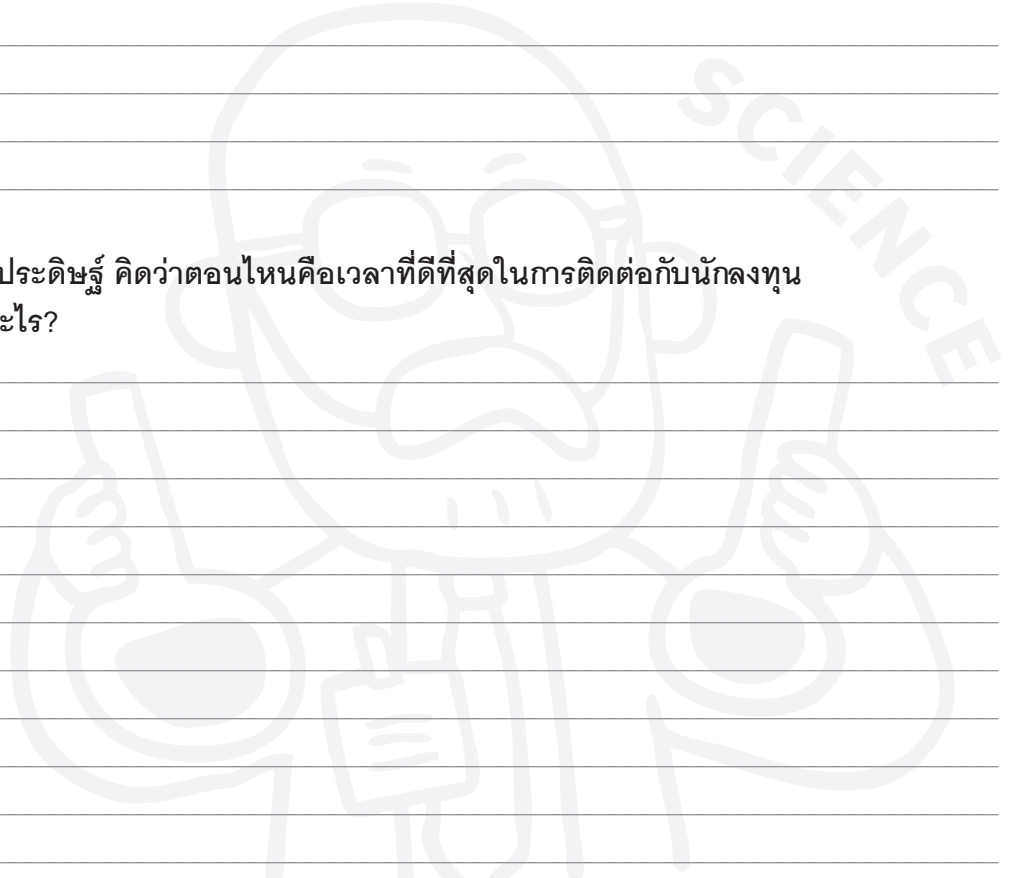 SCIENCE
ประดิษฐ์ คิดว่าตอนไหนคือเวลาที่ดีที่สุดในการติดต่อกับนักลงทุน
ะไร?